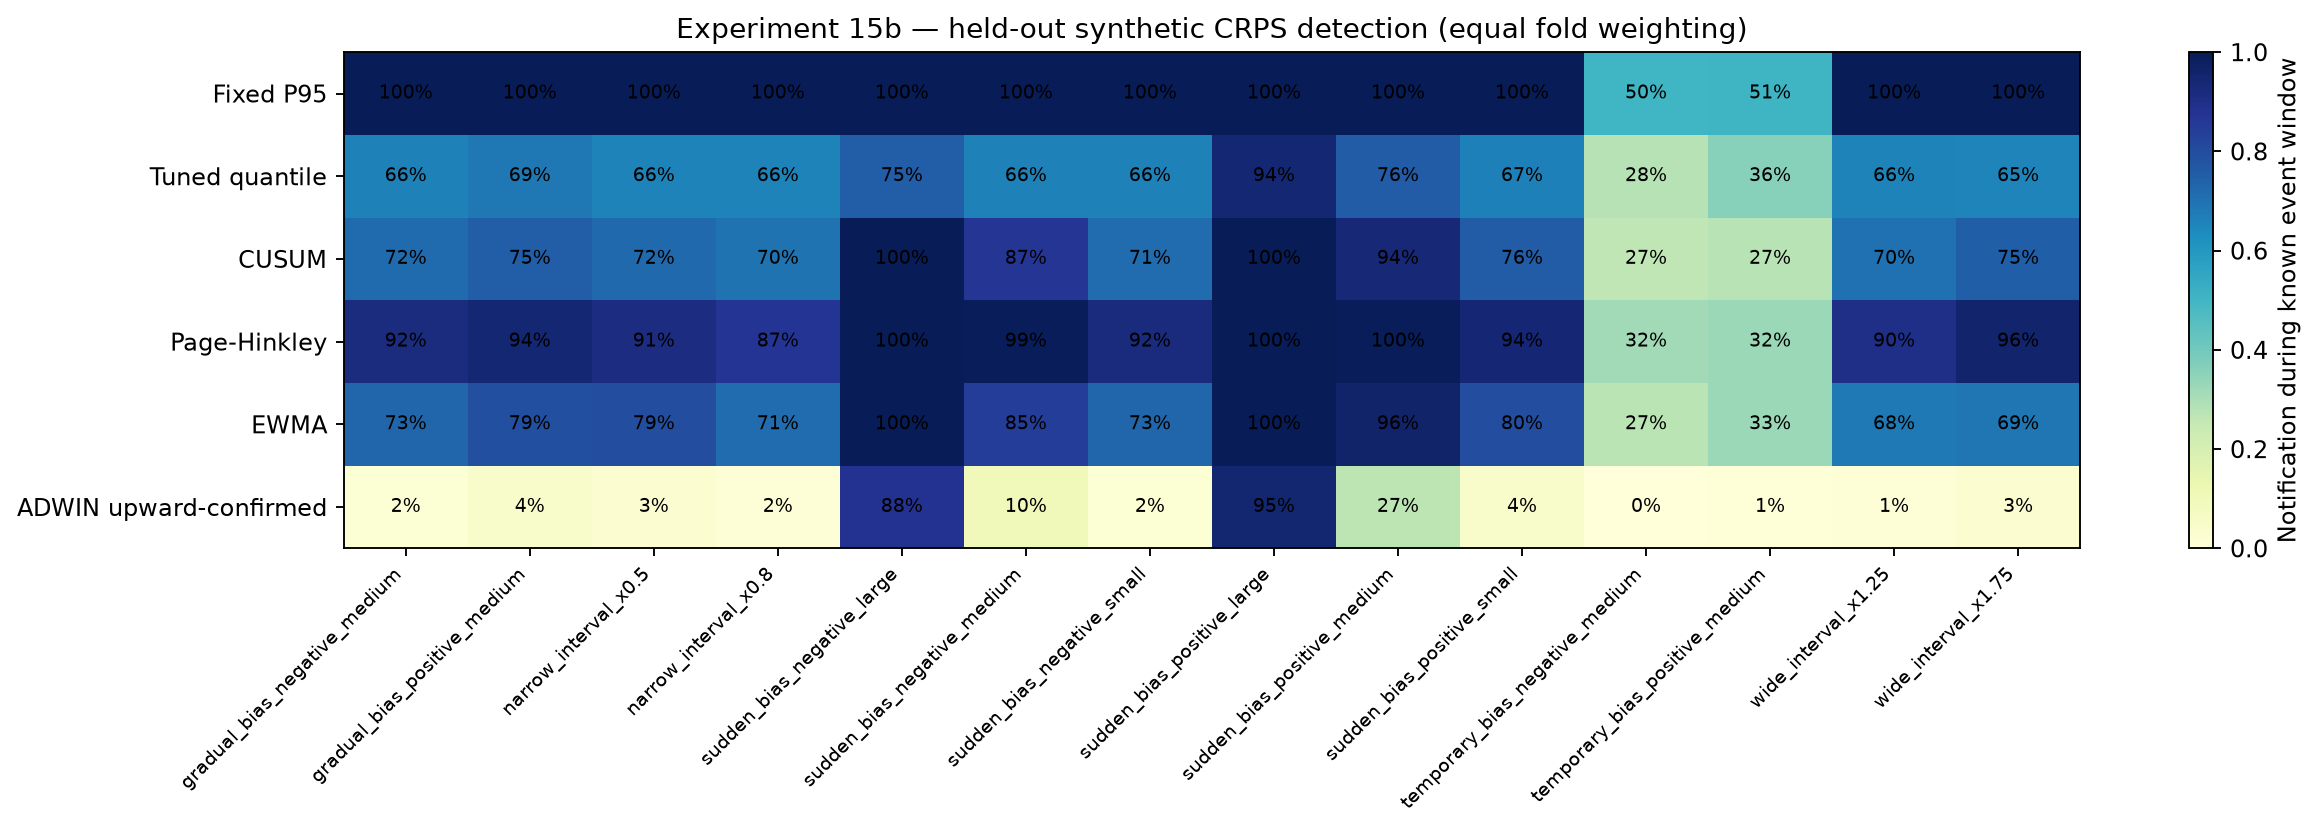 Experiment 15b — held-out synthetic CRPS detection (equal fold weighting)
Fixed P95 100% 100% 100% 100% 100% 100% 100% 100% 100% 100% 50% 51% 100% 100%
Tuned quantile 66% 69% 66% 66% 75% 66% 66% 94% 76% 67% 28% 36% 66% 65%
CUSUM 72% 75% 72% 70% 100% 87% 71% 100% 94% 76% 27% 27% 70% 75%
Page-Hinkley 92% 94% 91% 87% 100% 99% 92% 100% 100% 94% 32% 32% 90% 96%
EWMA 73% 79% 79% 71% 100% 85% 73% 100% 96% 80% 27% 33% 68% 69%
ADWIN upward-confirmed 2% 4% 3% 2% 88% 10% 2% 95% 27% 4% 0% 1% 1% 3%
gradual_bias_negative_medium
gradual_bias_positive_medium
narrow_interval_x0.5
narrow_interval_x0.8
sudden_bias_negative_large
sudden_bias_negative_medium
sudden_bias_negative_small
sudden_bias_positive_large
sudden_bias_positive_medium
sudden_bias_positive_small
temporary_bias_negative_medium
temporary_bias_positive_medium
wide_interval_x1.25
wide_interval_x1.75
1.0
0.8
0.6
0.4
0.2
0.0
Notification during known event window